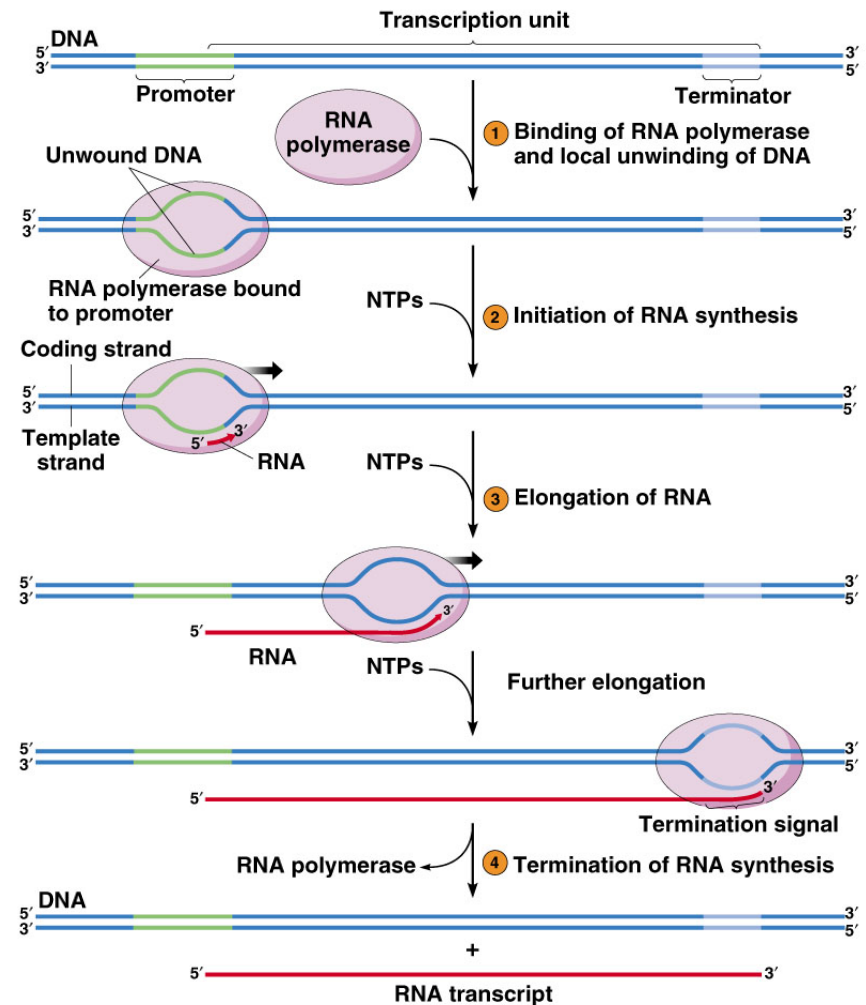 Transcription unit
DNA
5′ 3′
3′ 5′
Promoter
Terminator
RNA
polymerase
1 Binding of RNA polymerase
and local unwinding of DNA
Unwound DNA
5′ 3′
3′ 5′
RNA polymerase bound
to promoter
NTPs
2 Initiation of RNA synthesis
Coding strand
5′ 3′
3′ 5′
Template
strand
5′ 3′
RNA
NTPs
3 Elongation of RNA
5′ 3′
3′ 5′
5′ 3′
RNA
NTPs
Further elongation
5′ 3′
3′ 5′
5′ 3′
Termination signal
RNA polymerase
4 Termination of RNA synthesis
DNA
5′ 3′
3′ 5′
+
5′ 3′
RNA transcript